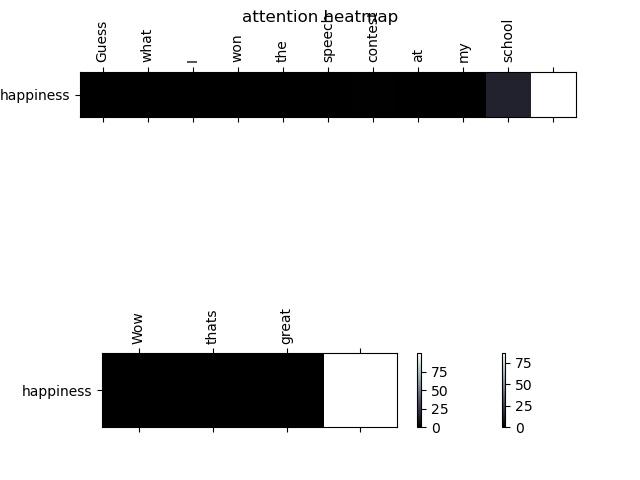 attention heatmap
Guess what I won the speech contest at my school
happiness
Wow thats great
happiness
75
50
25
0
75
50
25
0